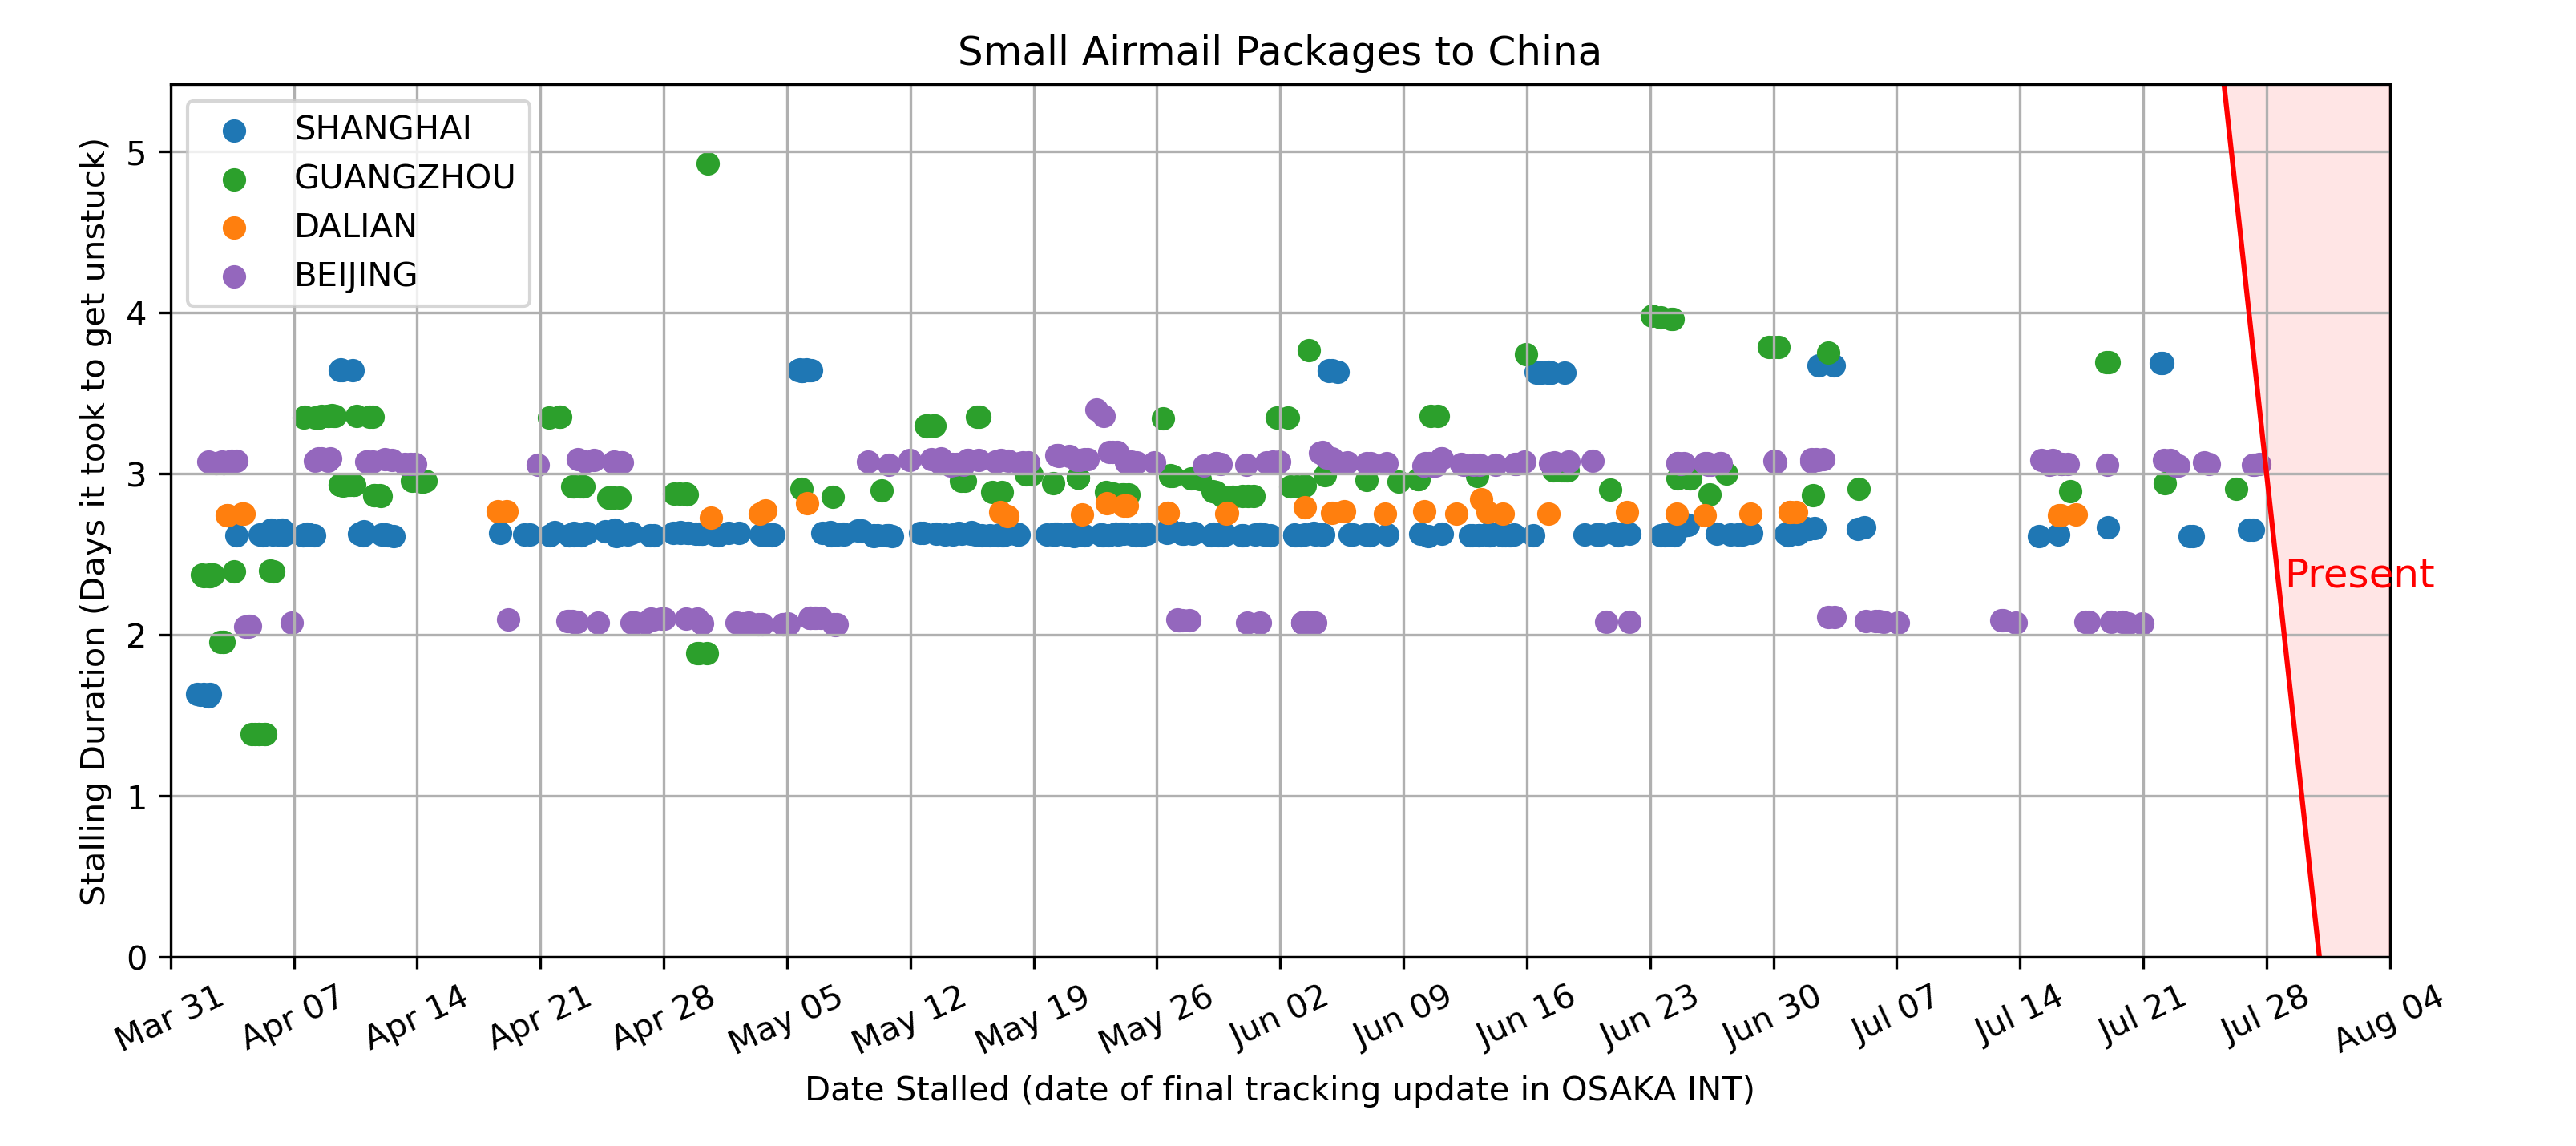 Small Airmail Packages to China
SHANGHAI
GUANGZHOU
DALIAN
BEIJING
Stalling Duration (Days it took to get unstuck)
5
4
3
2
1
0
Present
Mar 31
Apr 07
Apr 14
Apr 21
Apr 28
May 05
May 12
May 19
May 26
Jun 02
Jun 09
Jun 16
Jun 23
Jun 30
Jul 07
Jul 14
Jul 21
Jul 28
Aug 04
Date Stalled (date of final tracking update in OSAKA INT)